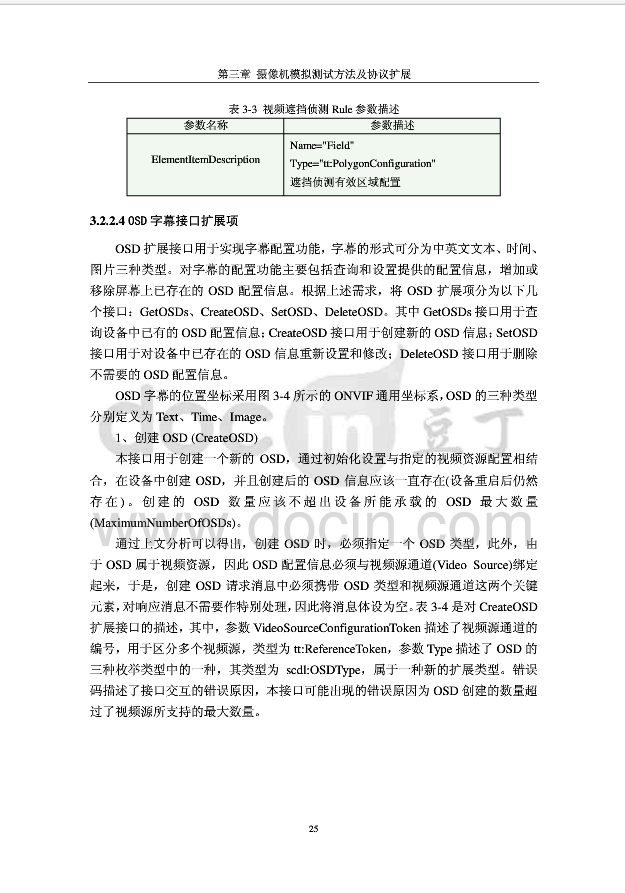 第三章 摄像机模拟测试方法及协议扩展
表 3-3 视频遮挡侦测 Rule 参数描述
参数名称 参数描述
ElementItemDescription
Name="Field"
Type="tt:PolygonConfiguration"
遮挡侦测有效区域配置
3.2.2.4 OSD 字幕接口扩展项
OSD 扩展接口用于实现字幕配置功能，字幕的形式可分为中英文文本、时间、
图片三种类型。对字幕的配置功能主要包括查询和设置提供的配置信息，增加或
移除屏幕上已存在的 OSD 配置信息。根据上述需求，将 OSD 扩展项分为以下几
个接口：GetOSDs、CreateOSD、SetOSD、DeleteOSD。其中 GetOSDs 接口用于查
询设备中已有的 OSD 配置信息；CreateOSD 接口用于创建新的 OSD 信息；SetOSD
接口用于对设备中已存在的 OSD 信息重新设置和修改；DeleteOSD 接口用于删除
不需要的 OSD 配置信息。
OSD 字幕的位置坐标采用图 3-4 所示的 ONVIF 通用坐标系，OSD 的三种类型
分别定义为 Text、Time、Image。
1、创建 OSD (CreateOSD)
本接口用于创建一个新的 OSD，通过初始化设置与指定的视频资源配置相结
合，在设备中创建 OSD，并且创建后的 OSD 信息应该一直存在(设备重启后仍然
存在)。创建的 OSD 数量应该不超出设备所能承载的 OSD 最大数量
(MaximumNumberOfOSDs)。
通过上文分析可以得出，创建 OSD 时，必须指定一个 OSD 类型，此外，由
于 OSD 属于视频资源，因此 OSD 配置信息必须与视频源通道(Video Source)绑定
起来，于是，创建 OSD 请求消息中必须携带 OSD 类型和视频源通道这两个关键
元素，对响应消息不需要作特别处理，因此将消息体设为空。表 3-4 是对 CreateOSD
扩展接口的描述，其中，参数 VideoSourceConfigurationToken 描述了视频源通道的
编号，用于区分多个视频源，类型为 tt:ReferenceToken，参数 Type 描述了 OSD 的
三种枚举类型中的一种，其类型为 scdl:OSDType，属于一种新的扩展类型。错误
码描述了接口交互的错误原因，本接口可能出现的错误原因为 OSD 创建的数量超
过了视频源所支持的最大数量。
docin 豆丁
www.docin.com
25